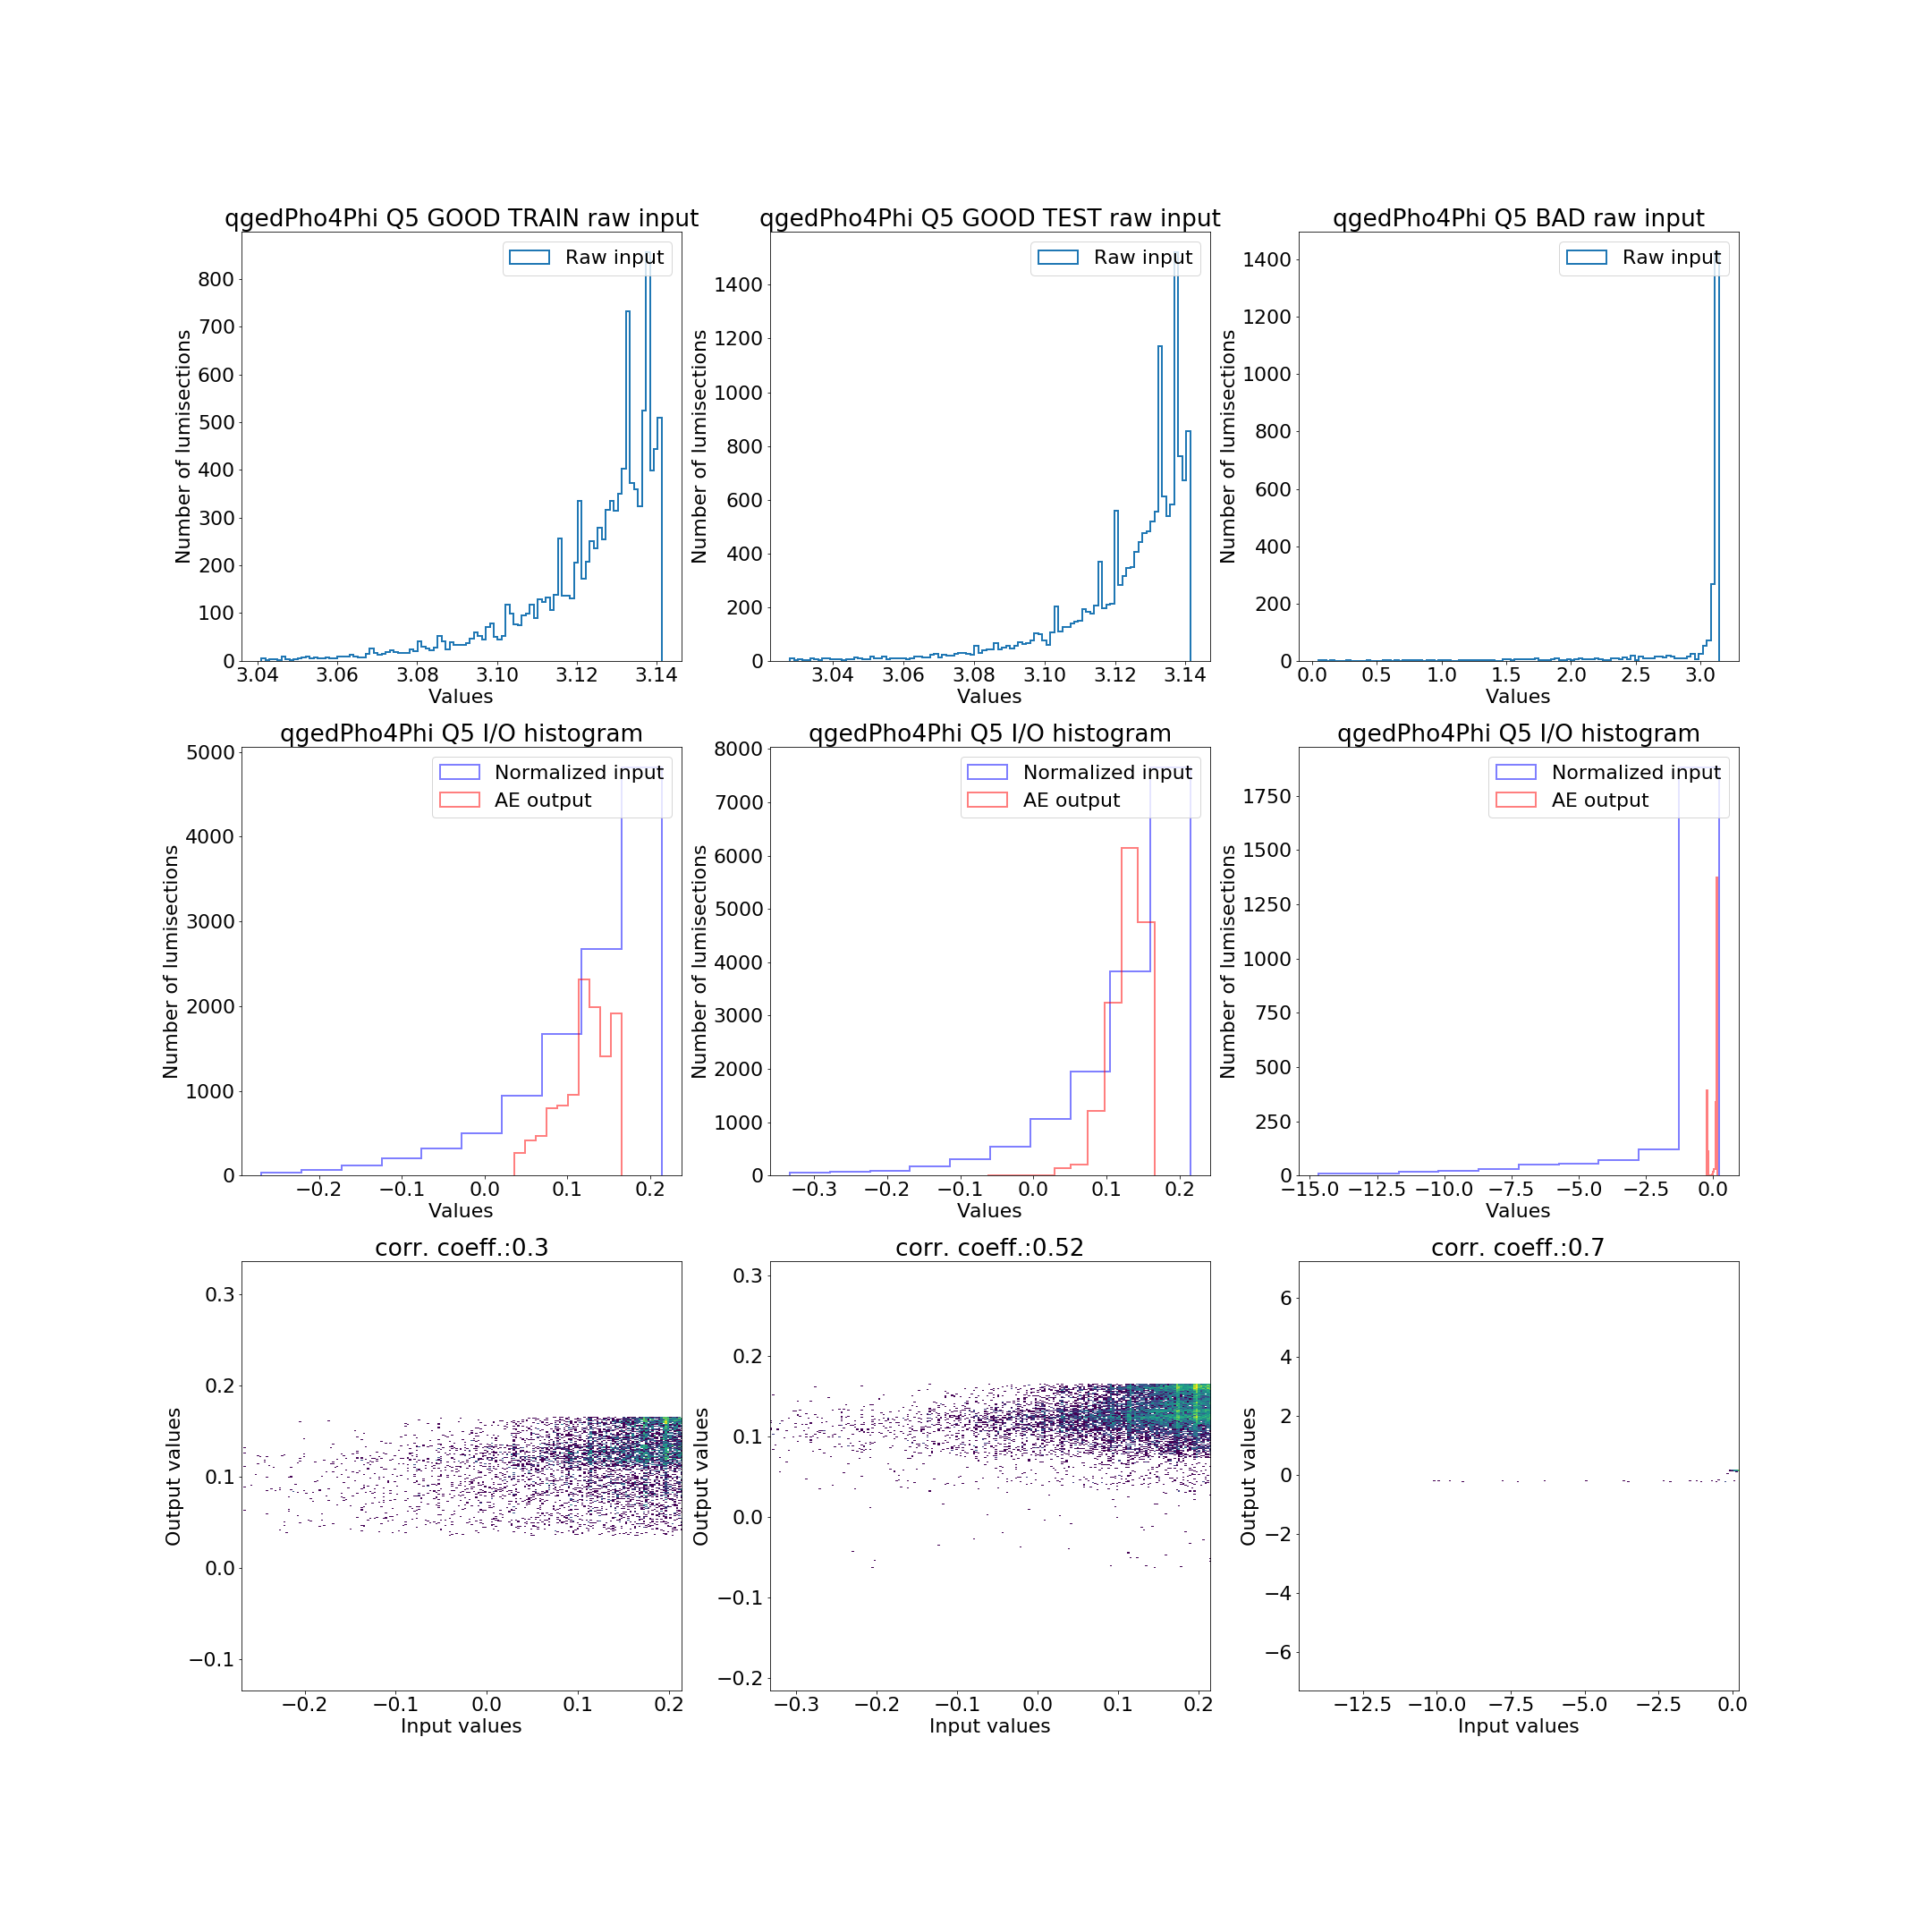 qgedPho4Phi Q5 GOOD TRAIN raw input
Raw input
Number of lumisections
800
700
600
500
400
300
200
100
0
3.04 3.06 3.08 3.10 3.12 3.14
Values
qgedPho4Phi Q5 GOOD TEST raw input
Raw input
Number of lumisections
1400
1200
1000
800
600
400
200
0
3.04 3.06 3.08 3.10 3.12 3.14
Values
qgedPho4Phi Q5 BAD raw input
Raw input
Number of lumisections
1400
1200
1000
800
600
400
200
0
0.0 0.5 1.0 1.5 2.0 2.5 3.0
Values
qgedPho4Phi Q5 I/O histogram
Normalized input
AE output
Number of lumisections
5000
4000
3000
2000
1000
0
−0.2 −0.1 0.0 0.1 0.2
Values
qgedPho4Phi Q5 I/O histogram
Normalized input
AE output
Number of lumisections
8000
7000
6000
5000
4000
3000
2000
1000
0
−0.3 −0.2 −0.1 0.0 0.1 0.2
Values
qgedPho4Phi Q5 I/O histogram
Normalized input
AE output
Number of lumisections
1750
1500
1250
1000
750
500
250
0
−15.0 −12.5 −10.0 −7.5 −5.0 −2.5 0.0
Values
corr. coeff.:0.3
Output values
0.3
0.2
0.1
0.0
−0.1
−0.2 −0.1 0.0 0.1 0.2
Input values
corr. coeff.:0.52
Output values
0.3
0.2
0.1
0.0
−0.1
−0.2
−0.3 −0.2 −0.1 0.0 0.1 0.2
Input values
corr. coeff.:0.7
Output values
6
4
2
0
−2
−4
−6
−12.5 −10.0 −7.5 −5.0 −2.5 0.0
Input values